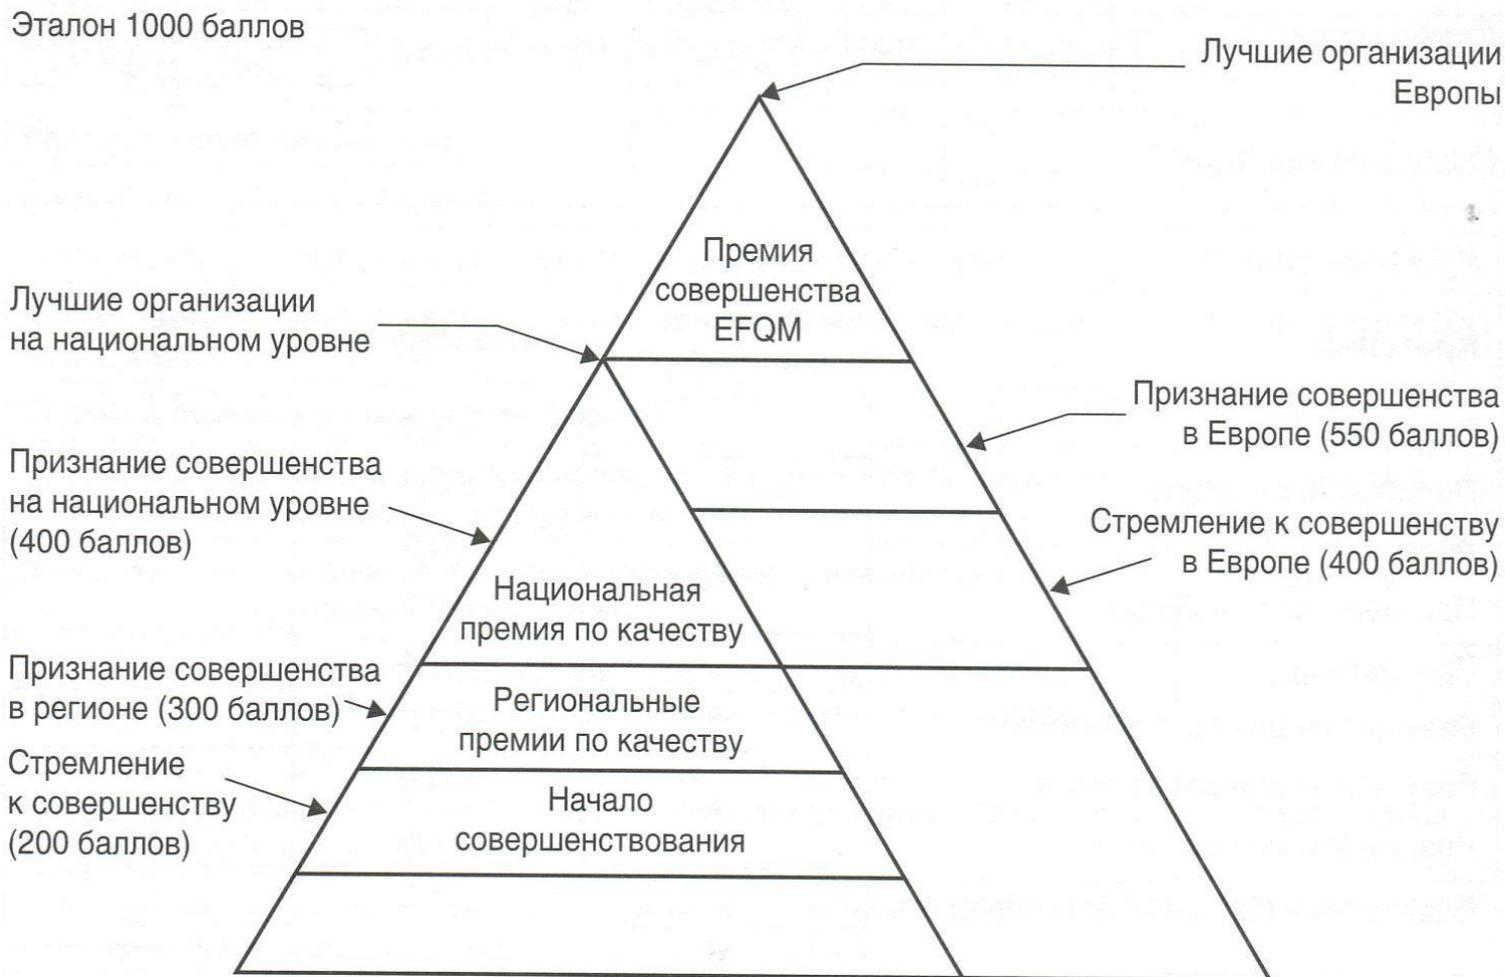 Эталон 1000 баллов
Лучшие организации
Европы
Премия
совершенства
EFQM
Лучшие организации
на национальном уровне
Признание совершенства
в Европе (550 баллов)
Признание совершенства
на национальном уровне
(400 баллов)
Стремление к совершенству
в Европе (400 баллов)
Национальная
премия по качеству
Признание совершенства
в регионе (300 баллов)
Региональные
премии по качеству
Стремление
к совершенству
(200 баллов)
Начало
совершенствования